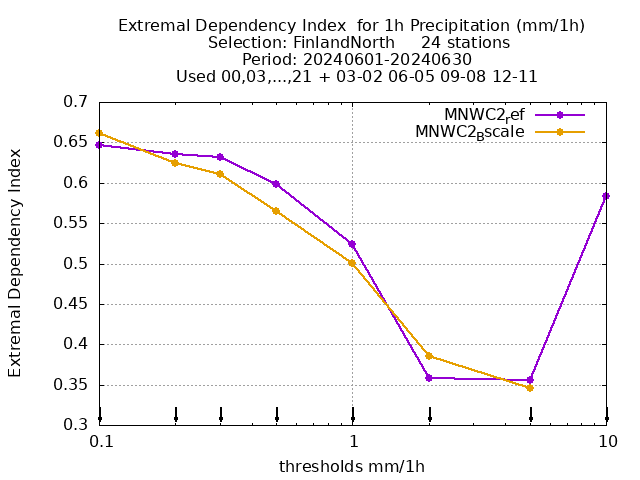 Extremal Dependency Index  for 1h Precipitation (mm/1h)
Selection: FinlandNorth     24 stations
Period: 20240601-20240630
Used 00,03,...,21 + 03-02 06-05 09-08 12-11
MNWC2ref
MNWC2Bscale
0.7
0.65
0.6
0.55
0.5
0.45
0.4
0.35
0.3
Extremal Dependency Index
0.1
1
10
thresholds mm/1h